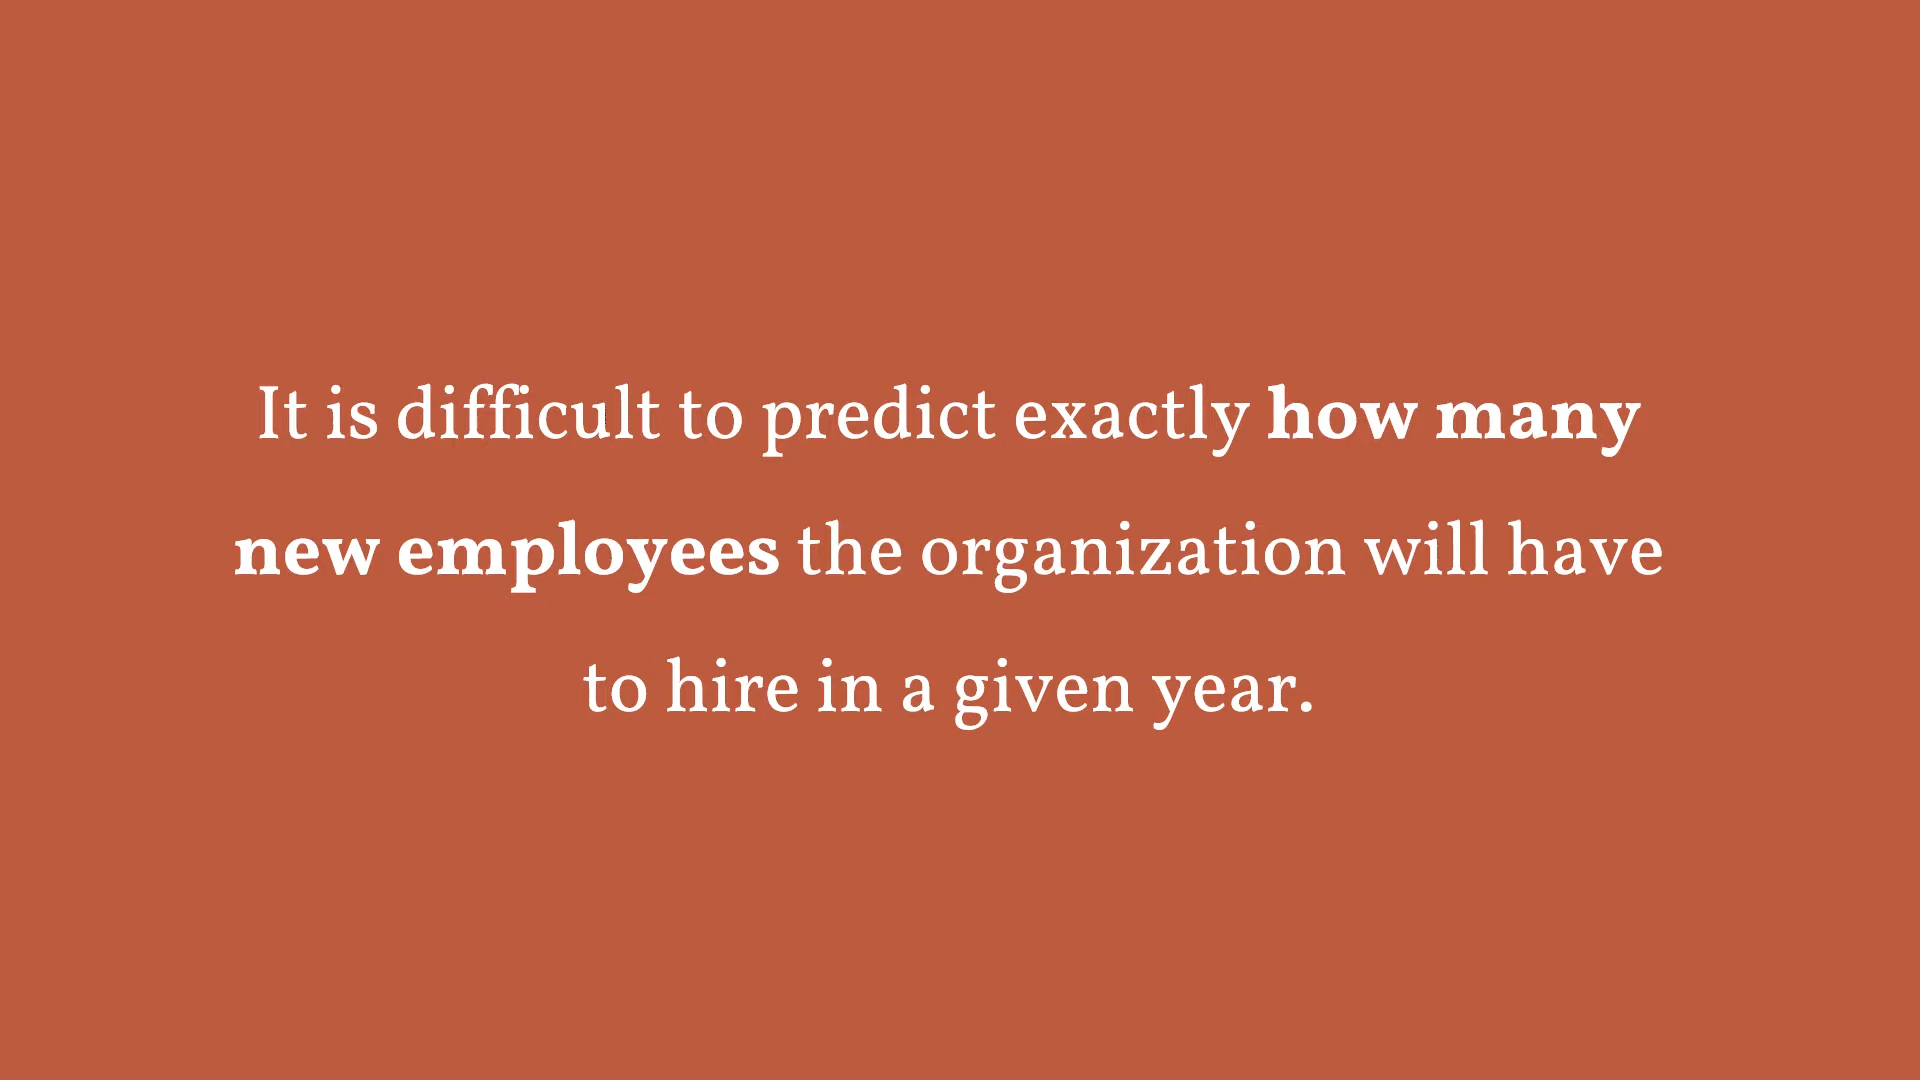 It is difficult to predict exactly how many
new employees the organization will have
to hire in a given year.